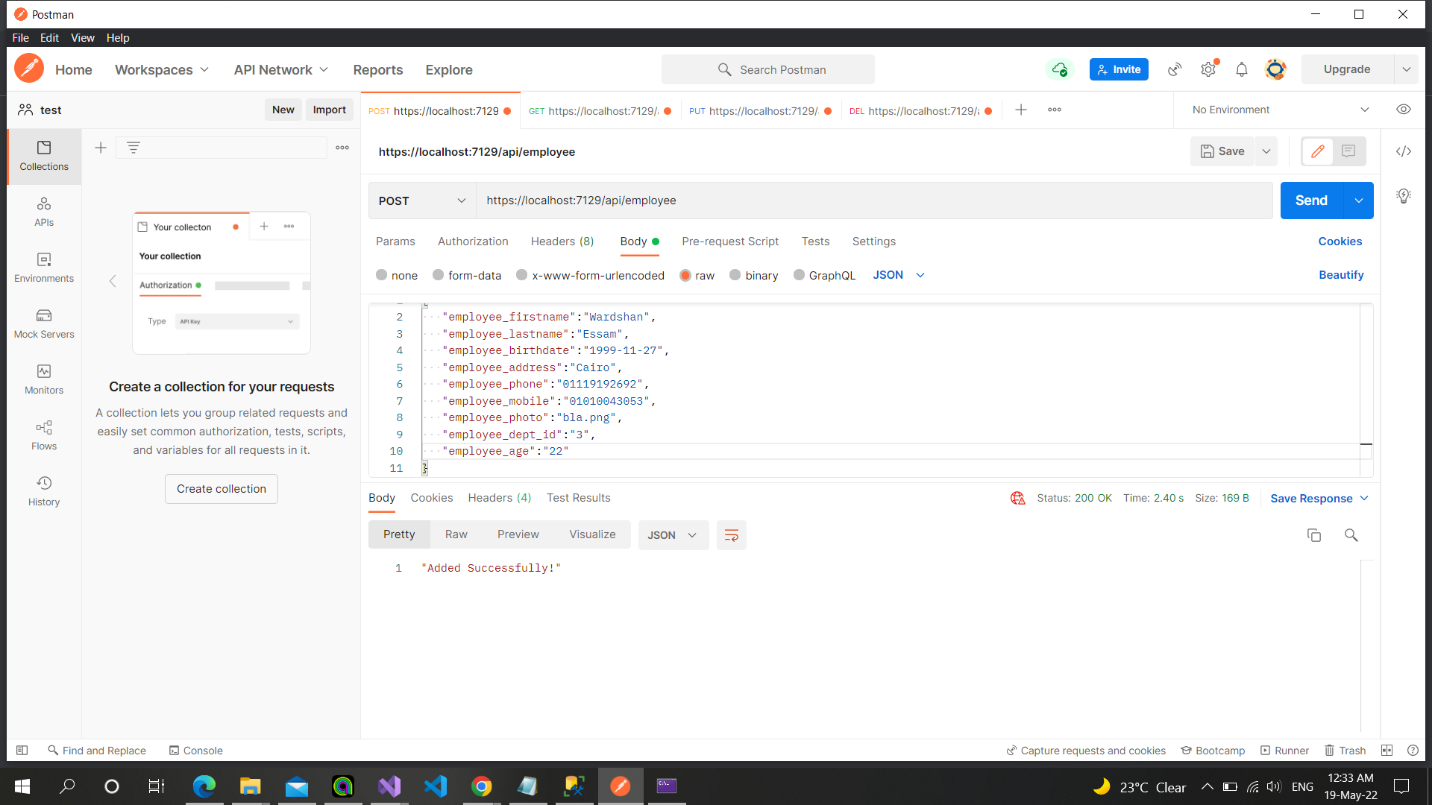 Postman
File Edit View Help
Home Workspaces API Network Reports Explore Search Postman Invite Upgrade
test New Import POST https://localhost:7129 GET https://localhost:7129/ PUT https://localhost:7129/ DEL https://localhost:7129/ No Environment
https://localhost:7129/api/employee Save
POST https://localhost:7129/api/employee Send
Params Authorization Headers (8) Body Pre-request Script Tests Settings Cookies
none form-data x-www-form-urlencoded raw binary GraphQL JSON Beautify
2 "employee_firstname":"Wardshan",
3 "employee_lastname":"Essam",
4 "employee_birthdate":"1999-11-27",
5 "employee_address":"Cairo",
6 "employee_phone":"01119192692",
7 "employee_mobile":"01010043053",
8 "employee_photo":"bla.png",
9 "employee_dept_id":"3",
10 "employee_age":"22"
11 }
Body Cookies Headers (4) Test Results Status: 200 OK Time: 2.40 s Size: 169 B Save Response
Pretty Raw Preview Visualize JSON
1 "Added Successfully!"
Collections
APIs
Environments
Mock Servers
Monitors
Flows
History
Your collecton
Your collection
Authorization
Type API Key
Create a collection for your requests
A collection lets you group related requests and
easily set common authorization, tests, scripts,
and variables for all requests in it.
Create collection
Find and Replace Console Capture requests and cookies Bootcamp Runner Trash
23°C Clear ENG 12:33 AM
19-May-22